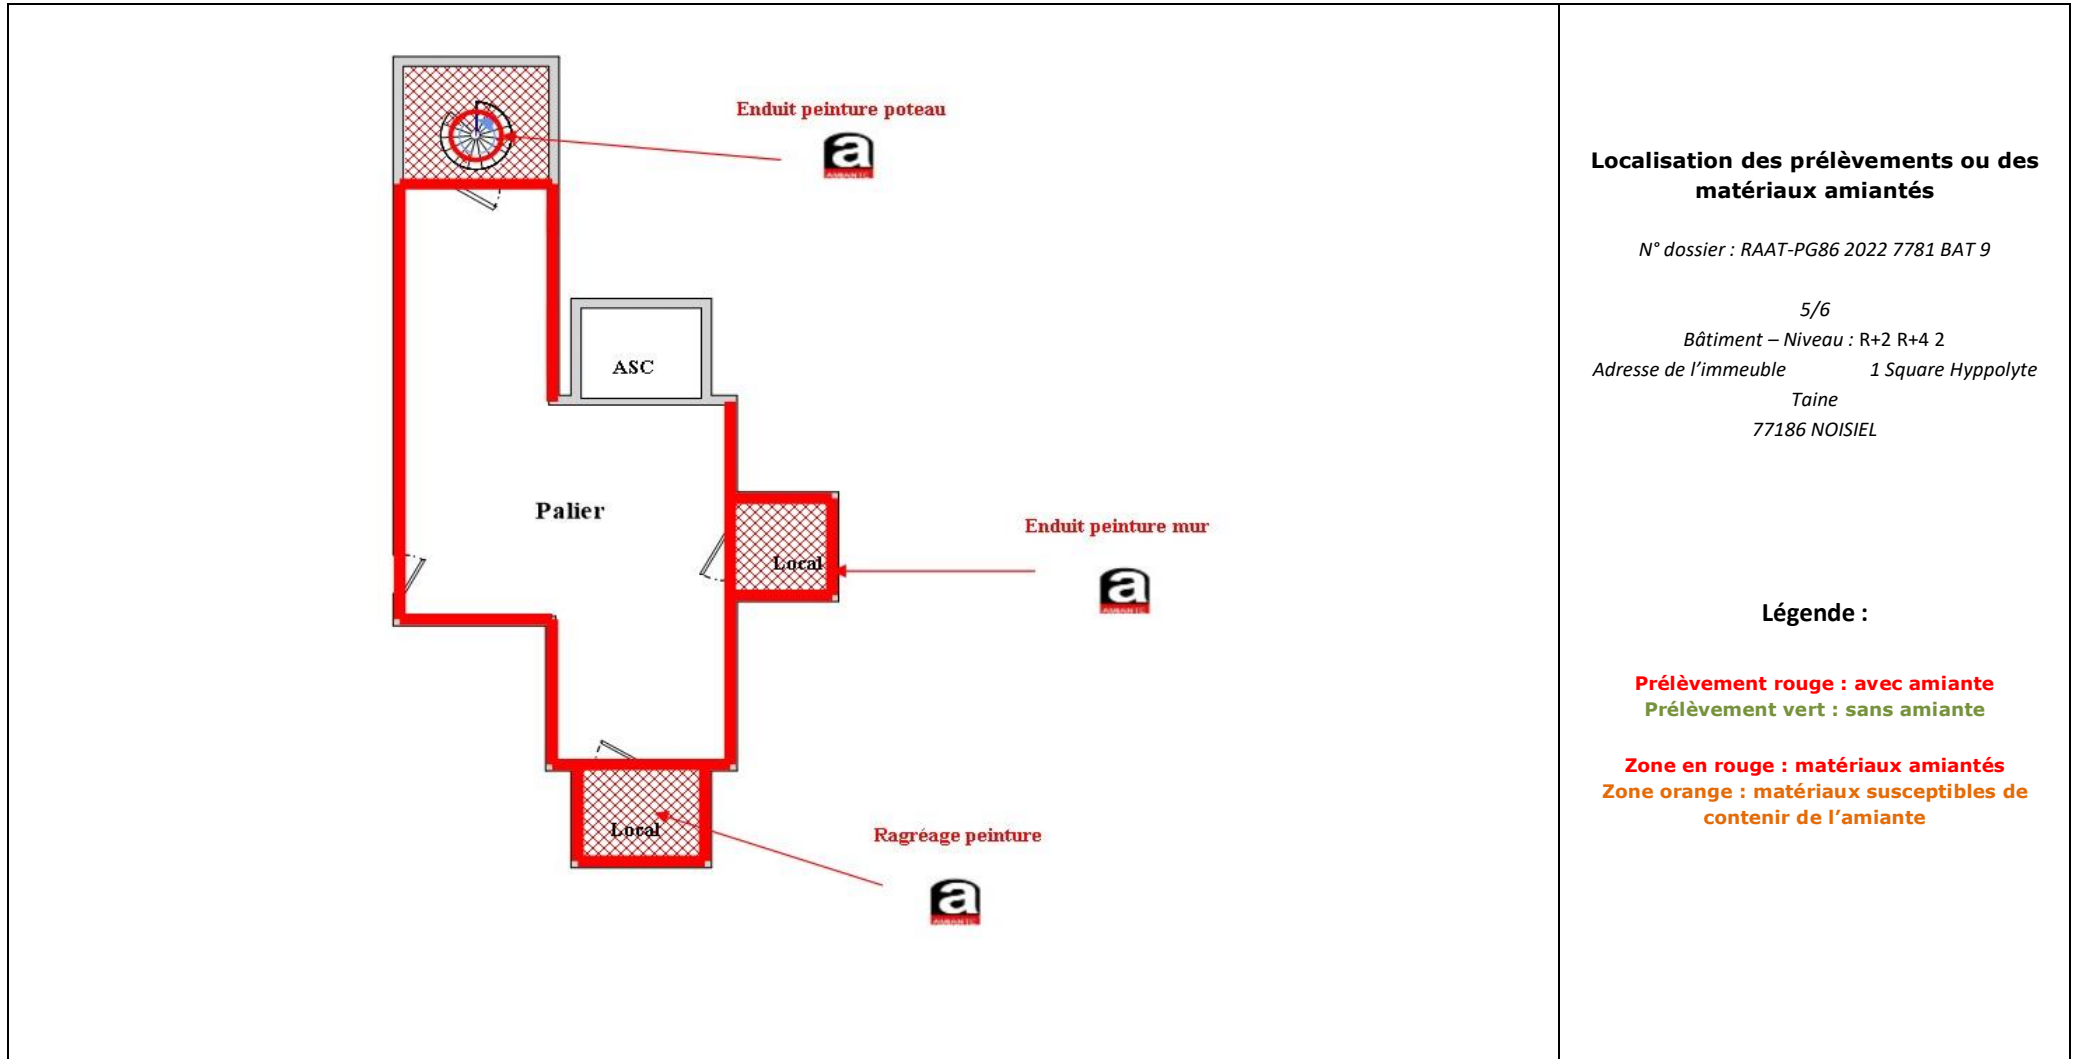 Enduit peinture poteau
a
AMIANTE
ASC
Palier
Enduit peinture mur
Local
a
AMIANTE
Ragréage peinture
Local
a
AMIANTE
Localisation des prélèvements ou des
matériaux amiantés
N° dossier : RAAT-PG86 2022 7781 BAT 9
5/6
Bâtiment – Niveau : R+2 R+4 2
Adresse de l’immeuble 1 Square Hyppolyte
Taine
77186 NOISIEL
Légende :
Prélèvement rouge : avec amiante
Prélèvement vert : sans amiante
Zone en rouge : matériaux amiantés
Zone orange : matériaux susceptibles de
contenir de l’amiante